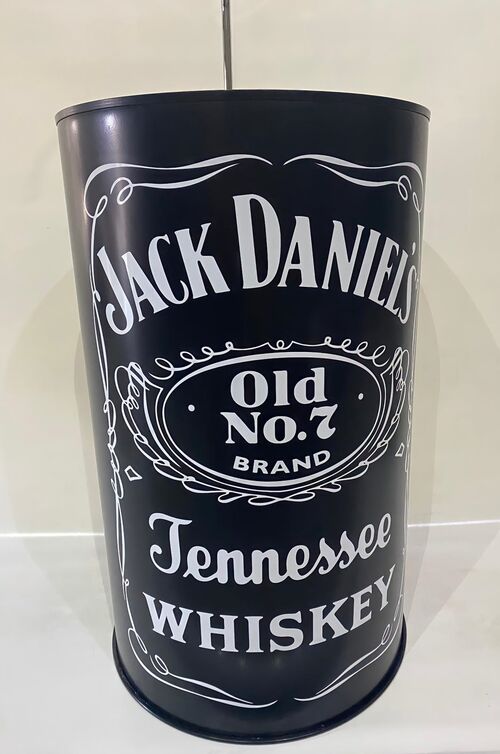 JACK DANIEL'S
Old
No.7
BRAND
Tennessee
WHISKEY